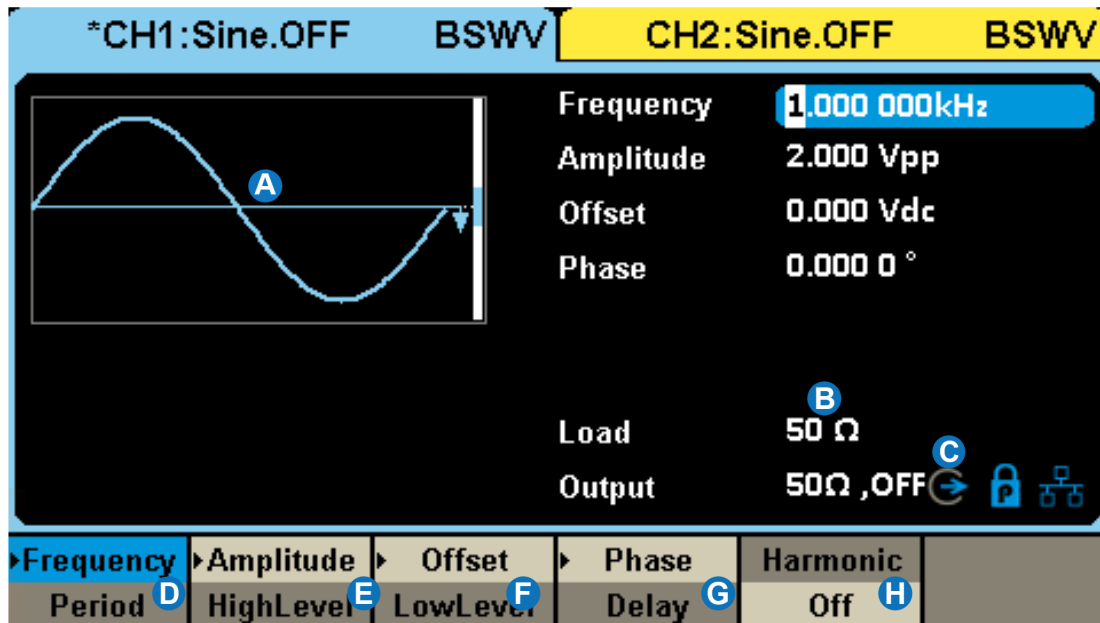 *CH1:Sine.OFF BSWV CH2:Sine.OFF BSWV
Frequency 1.000 000kHz
A
Amplitude 2.000 Vpp
Offset 0.000 Vdc
Phase 0.000 0 °
B
Load 50 Ω
C
Output 50Ω ,OFF P
Frequency Amplitude Offset Phase Harmonic
Period D HighLevel E LowLevel F Delay G Off H